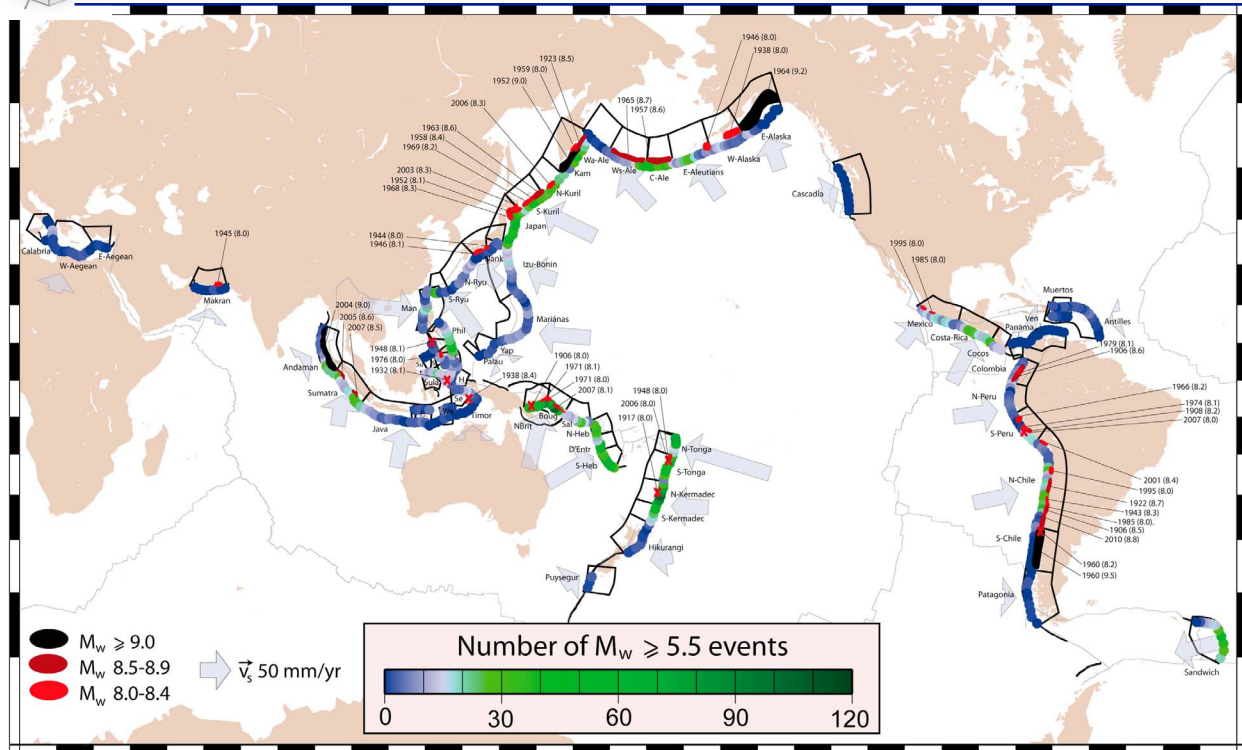 1946 (8.0)
1938 (8.0)
1964 (9.2)
1923 (8.5)
1959 (8.0)
1952 (9.0)
2006 (8.3)
1965 (8.7)
1957 (8.6)
1963 (8.6)
1958 (8.4)
1969 (8.2)
2003 (8.3)
1952 (8.1)
1968 (8.3)
E-Alaska
W-Alaska
E-Aleutians
C-Ale
Ws-Ale
Wa-Ale
Kam
N-Kuril
S-Kuril
Japan
Cascadia
1944 (8.0)
1946 (8.1)
Nank
Izu-Bonin
N-Ryu
S-Ryu
Man
Marianas
Phil
Yap
Palau
Calabria
W-Aegean
E-Aegean
1945 (8.0)
Makran
2004 (9.0)
2005 (8.6)
2007 (8.5)
Andaman
Sumatra
Java
1948 (8.1)
1976 (8.0)
1932 (8.1)
Sula
H
Se
We
Timor
1938 (8.4)
1906 (8.0)
1971 (8.1)
1971 (8.0)
2007 (8.1)
NBrit
Boug
Sal
N-Heb
D'Entr
S-Heb
1948 (8.0)
2006 (8.0)
1917 (8.0)
N-Tonga
S-Tonga
N-Kermadec
S-Kermadec
Hikurangi
Puysegur
1995 (8.0)
1985 (8.0)
Mexico
Costa-Rica
Cocos
Muertos
Ven
Panama
Antilles
1979 (8.1)
1906 (8.6)
Colombia
N-Peru
1966 (8.2)
1974 (8.1)
1908 (8.2)
2007 (8.0)
S-Peru
N-Chile
2001 (8.4)
1995 (8.0)
1922 (8.7)
1943 (8.3)
1985 (8.0).
1906 (8.5)
2010 (8.8)
S-Chile
1960 (8.2)
1960 (9.5)
Patagonia
Sandwich
Mw ⩾ 9.0
Mw 8.5-8.9
Mw 8.0-8.4
v⃗s 50 mm/yr
Number of Mw ⩾ 5.5 events
0 30 60 90 120